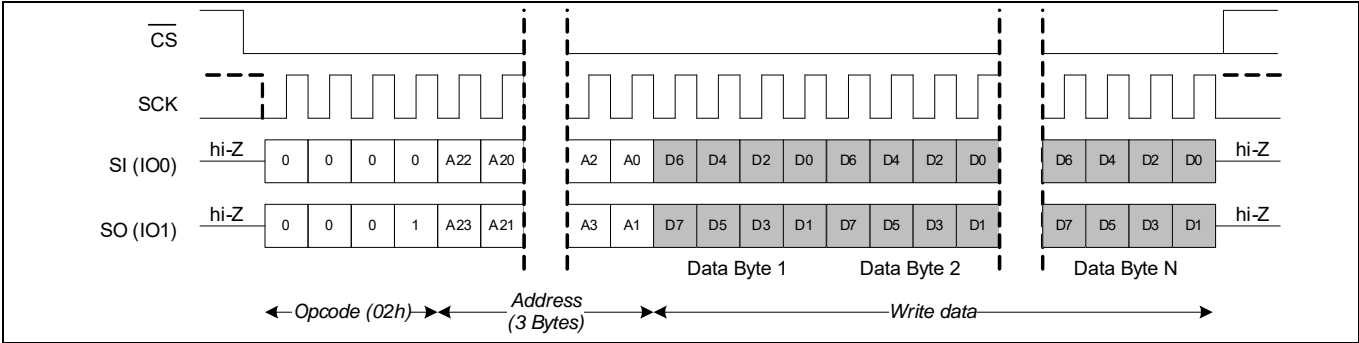 CS
SCK
SI (IO0) hi-Z 0 0 0 0 A22 A20 A2 A0 D6 D4 D2 D0 D6 D4 D2 D0 D6 D4 D2 D0 hi-Z
SO (IO1) hi-Z 0 0 0 1 A23 A21 A3 A1 D7 D5 D3 D1 D7 D5 D3 D1 D7 D5 D3 D1 hi-Z
Data Byte 1 Data Byte 2 Data Byte N
Opcode (02h) Address Write data
(3 Bytes)